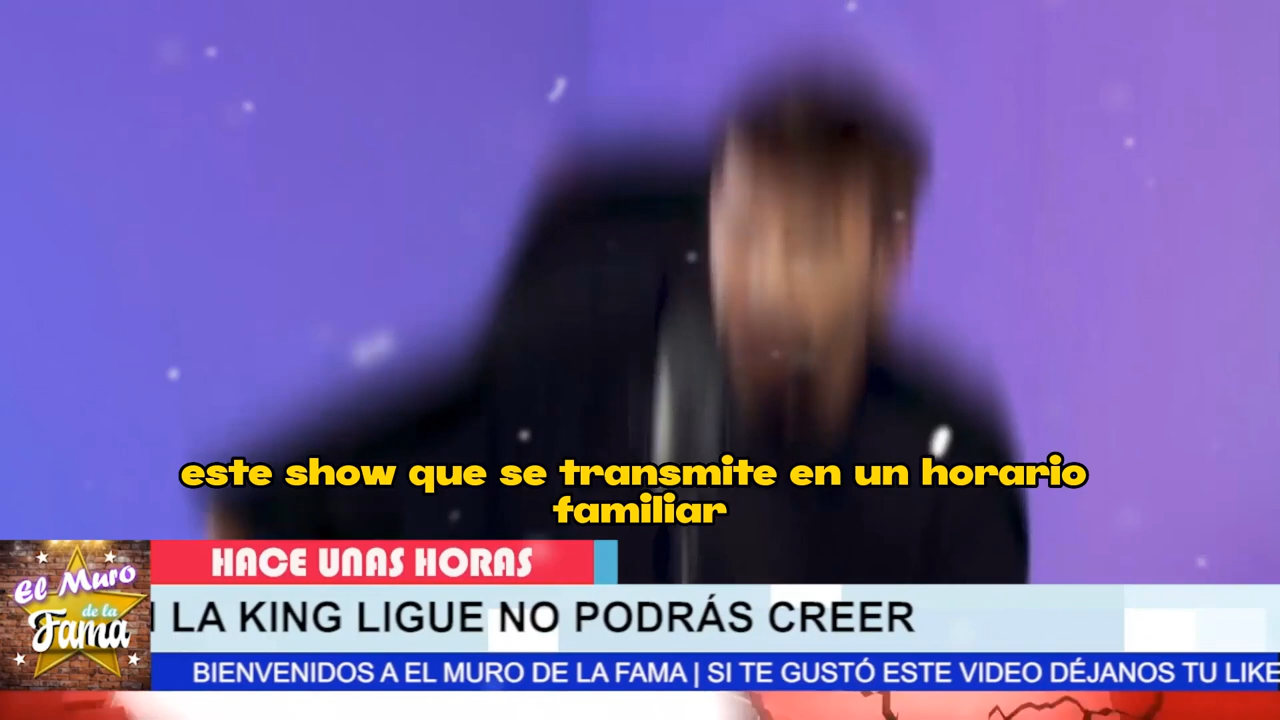 este show que se transmite en un horario
familiar
HACE UNAS HORAS
LA KING LIGUE NO PODRÁS CREER
BIENVENIDOS A EL MURO DE LA FAMA | SI TE GUSTÓ ESTE VIDEO DÉJANOS TU LIKE
El Muro
de la
Fama